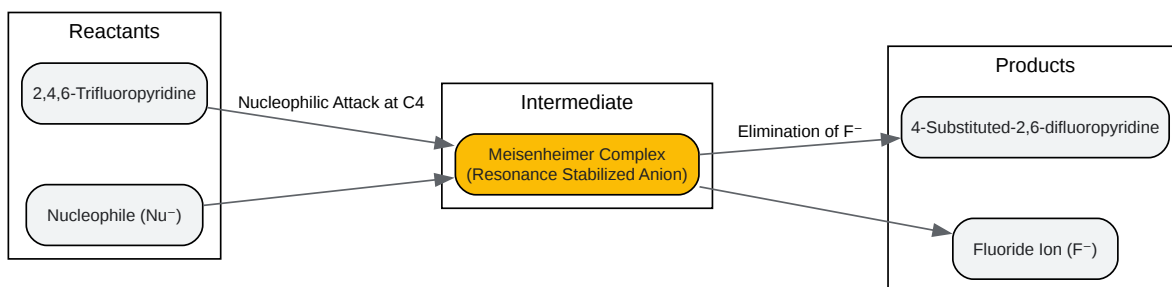 Reactants
2,4,6-Trifluoropyridine
Nucleophile (Nu⁻)
Nucleophilic Attack at C4
Intermediate
Meisenheimer Complex
(Resonance Stabilized Anion)
Elimination of F⁻
Products
4-Substituted-2,6-difluoropyridine
Fluoride Ion (F⁻)